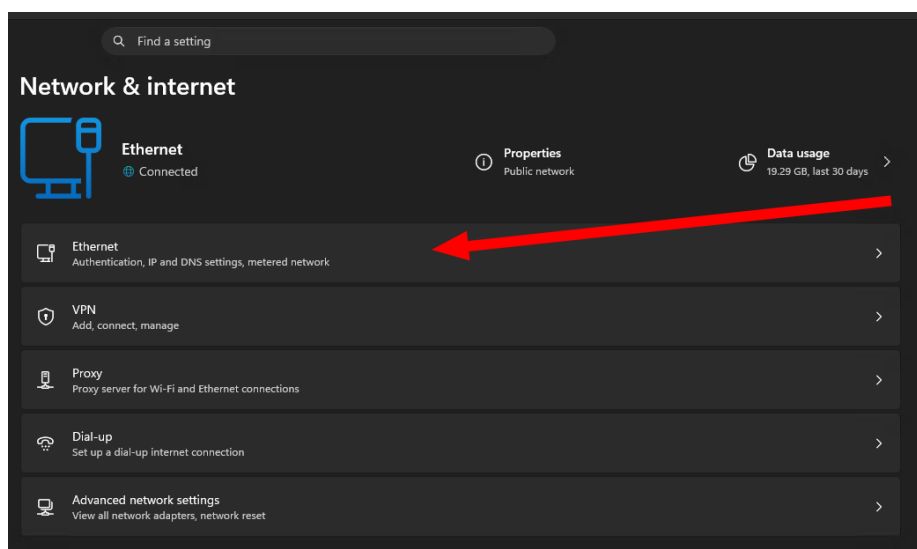 Find a setting
Network & internet
Ethernet
Connected
Properties
Public network
Data usage
19.29 GB, last 30 days
Ethernet
Authentication, IP and DNS settings, metered network
VPN
Add, connect, manage
Proxy
Proxy server for Wi-Fi and Ethernet connections
Dial-up
Set up a dial-up internet connection
Advanced network settings
View all network adapters, network reset